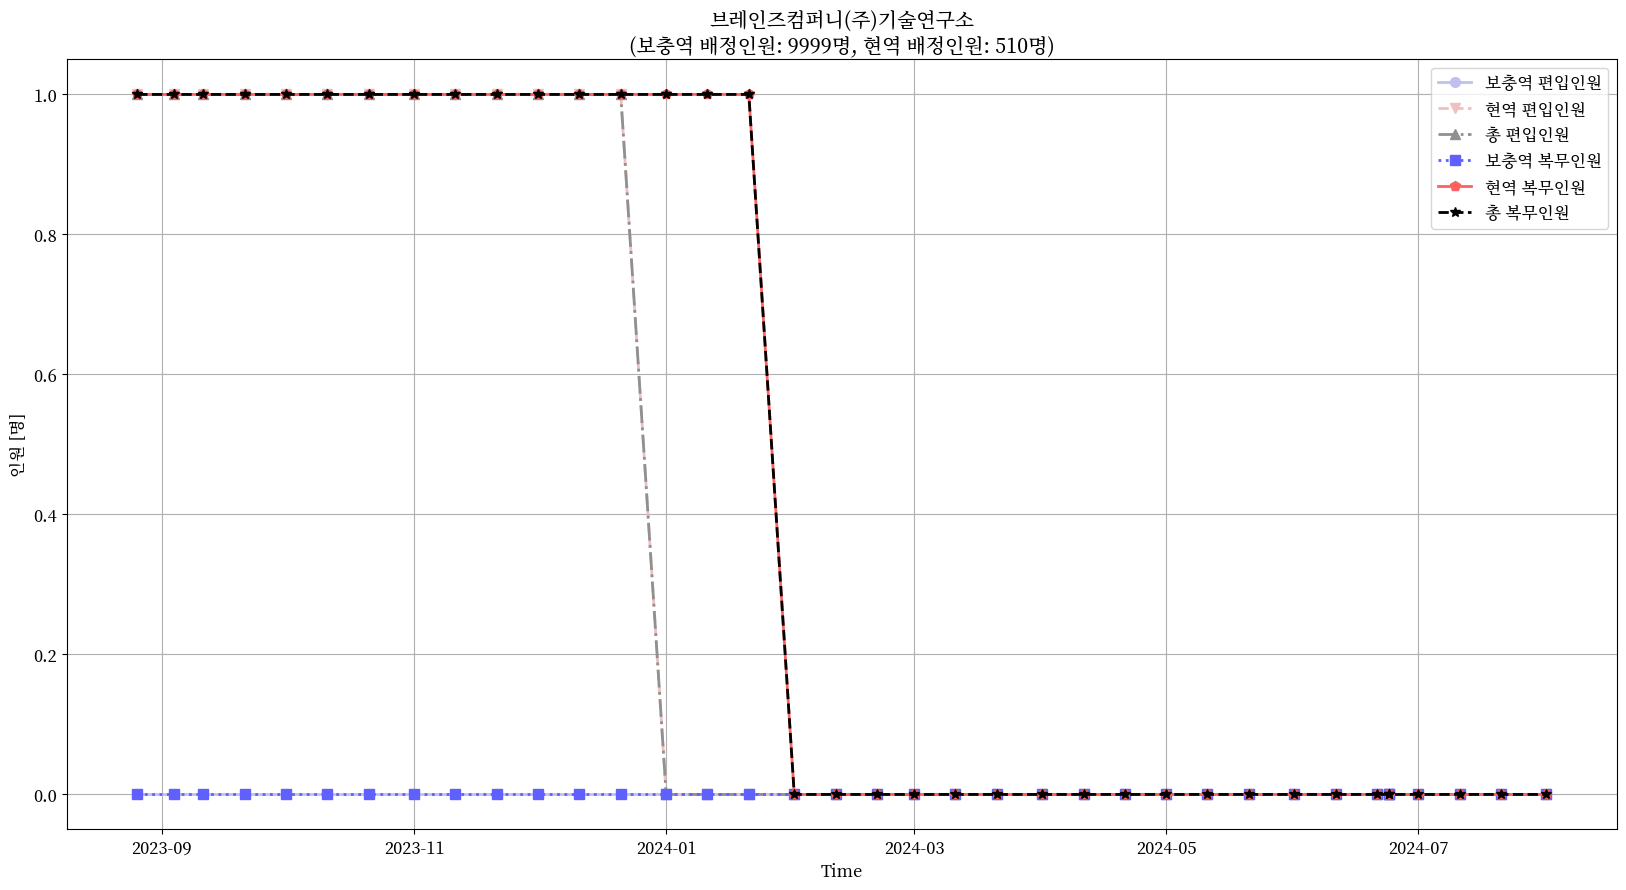 브레인즈컴퍼니(주)기술연구소
(보충역 배정인원: 9999명, 현역 배정인원: 510명)
인원 [명]
1.0
0.8
0.6
0.4
0.2
0.0
보충역 편입인원
현역 편입인원
총 편입인원
보충역 복무인원
현역 복무인원
총 복무인원
2023-09
2023-11
2024-01
2024-03
2024-05
2024-07
Time